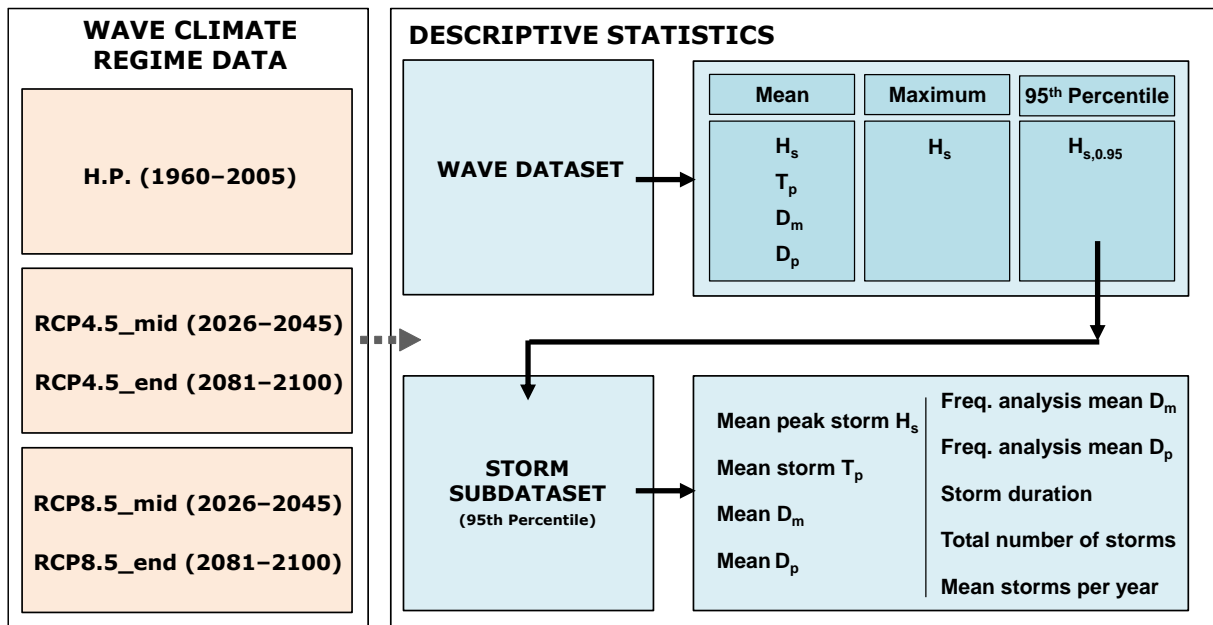 WAVE CLIMATE
REGIME DATA
H.P. (1960–2005)
RCP4.5_mid (2026–2045)
RCP4.5_end (2081–2100)
RCP8.5_mid (2026–2045)
RCP8.5_end (2081–2100)
DESCRIPTIVE STATISTICS
WAVE DATASET
Mean
Hs
Tp
Dm
Dp
Maximum
Hs
95th Percentile
Hs,0.95
STORM
SUBDATASET
(95th Percentile)
Mean peak storm Hs
Mean storm Tp
Mean Dm
Mean Dp
Freq. analysis mean Dm
Freq. analysis mean Dp
Storm duration
Total number of storms
Mean storms per year